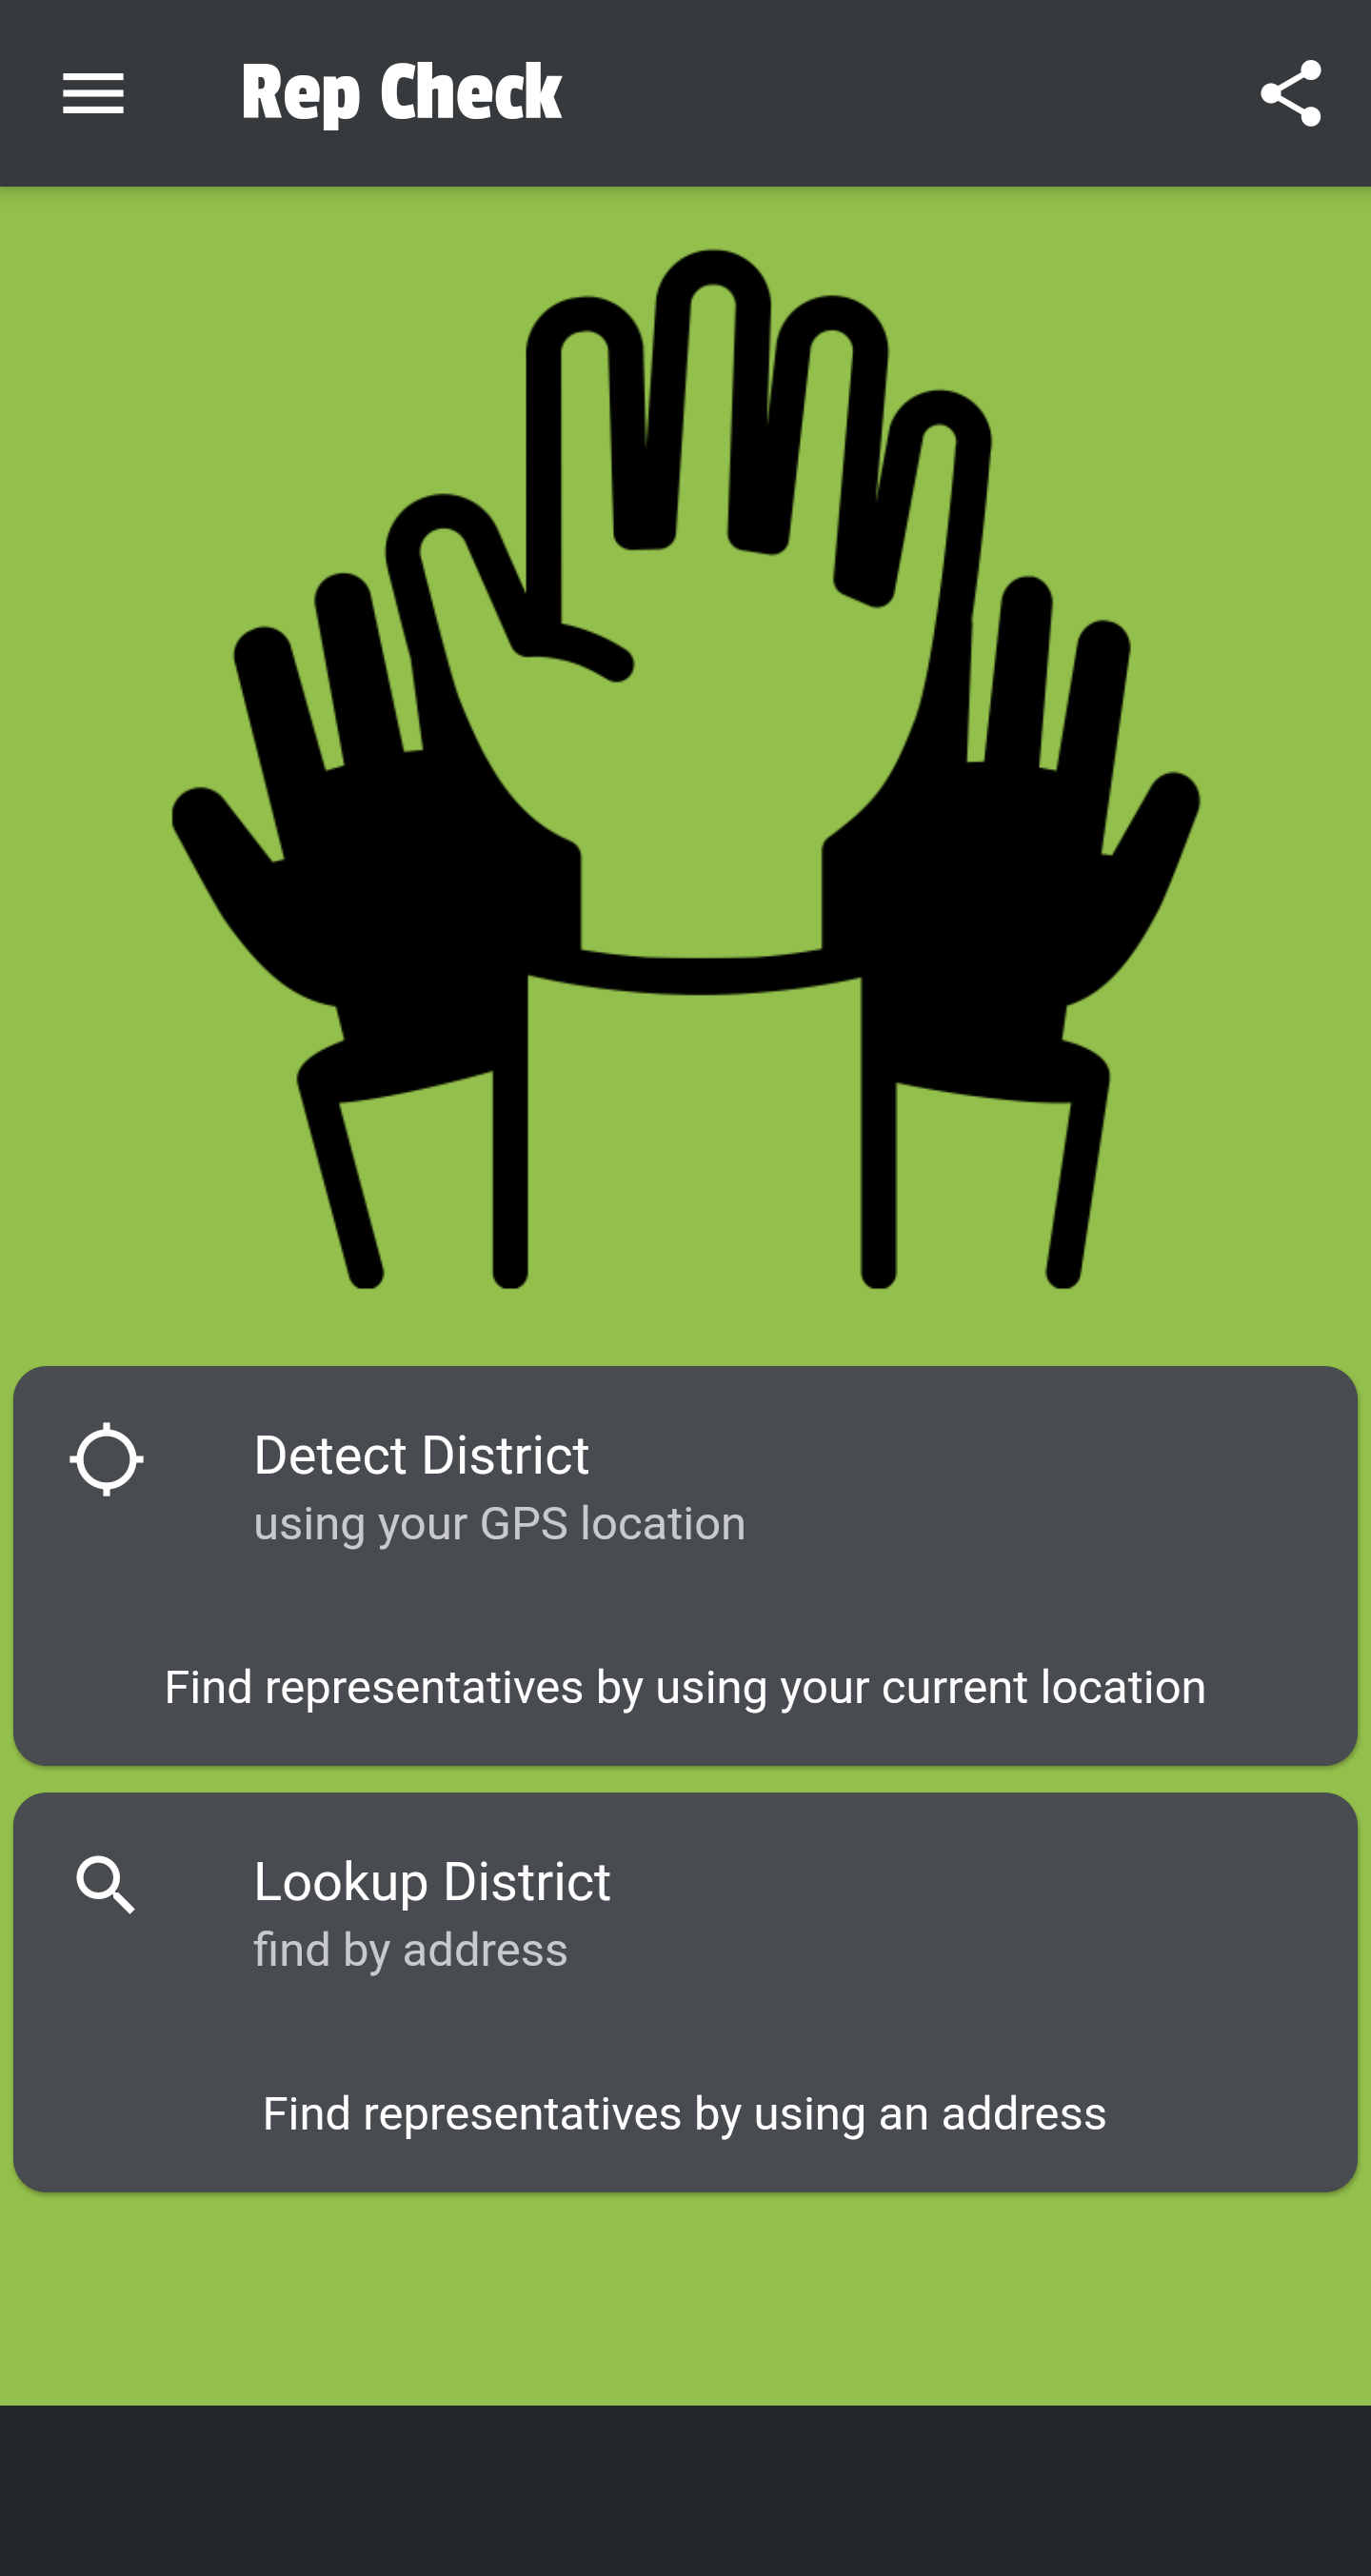 Rep Check
Detect District
using your GPS location
Find representatives by using your current location
Lookup District
find by address
Find representatives by using an address